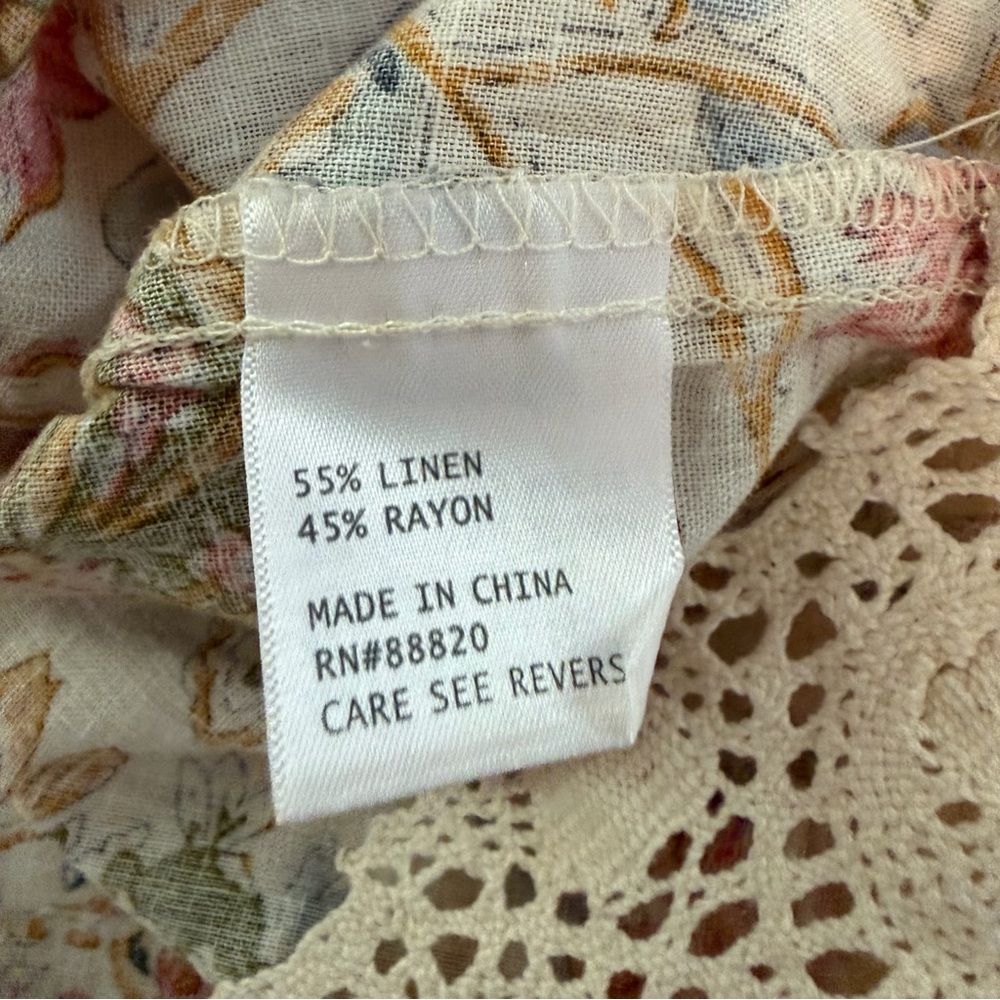 55% LINEN
45% RAYON
MADE IN CHINA
RN#88820
CARE SEE REVERS